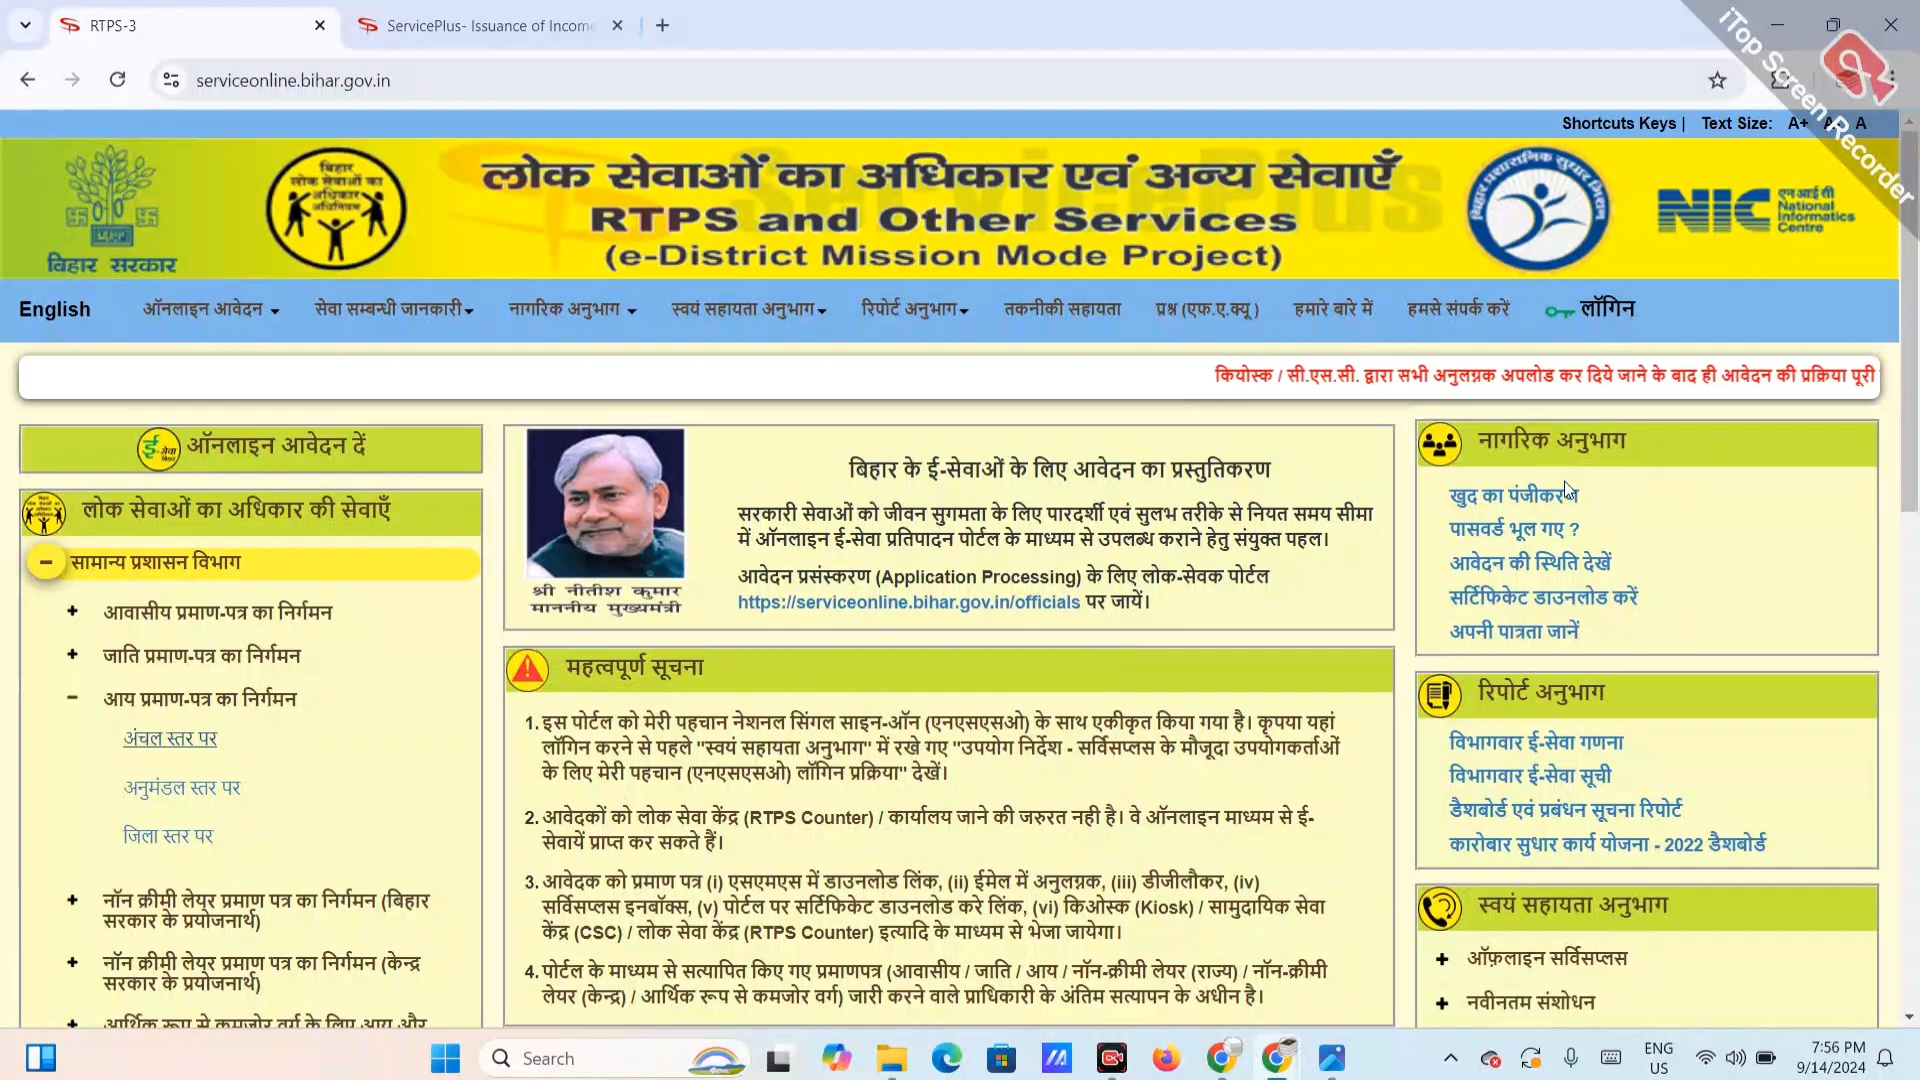 RTPS-3
ServicePlus- Issuance of Income
serviceonline.bihar.gov.in
iTop Screen Recorder
Shortcuts Keys | Text Size: A+ A A
बिहार सरकार
बिहार
लोक सेवाओं का
अधिकार
अधिनियम
लोक सेवाओं का अधिकार एवं अन्य सेवाएँ
RTPS and Other Services
(e-District Mission Mode Project)
ServicePlus
बिहार प्रशासनिक सुधार मिशन
NIC
एन आई सी
National
Informatics
Centre
English ऑनलाइन आवेदन सेवा सम्बन्धी जानकारी नागरिक अनुभाग स्वयं सहायता अनुभाग रिपोर्ट अनुभाग तकनीकी सहायता प्रश्न (एफ.ए.क्यू ) हमारे बारे में हमसे संपर्क करें लॉगिन
कियोस्क / सी.एस.सी. द्वारा सभी अनुलग्नक अपलोड कर दिये जाने के बाद ही आवेदन की प्रक्रिया पूरी
ऑनलाइन आवेदन दें
लोक सेवाओं का अधिकार की सेवाएँ
सामान्य प्रशासन विभाग
+ आवासीय प्रमाण-पत्र का निर्गमन
+ जाति प्रमाण-पत्र का निर्गमन
- आय प्रमाण-पत्र का निर्गमन
अंचल स्तर पर
अनुमंडल स्तर पर
जिला स्तर पर
+ नॉन क्रीमी लेयर प्रमाण पत्र का निर्गमन (बिहार
सरकार के प्रयोजनार्थ)
+ नॉन क्रीमी लेयर प्रमाण पत्र का निर्गमन (केन्द्र
सरकार के प्रयोजनार्थ)
+ आर्थिक रूप से कमजोर वर्ग के लिए आय और
श्री नीतीश कुमार
माननीय मुख्यमंत्री
बिहार के ई-सेवाओं के लिए आवेदन का प्रस्तुतिकरण
सरकारी सेवाओं को जीवन सुगमता के लिए पारदर्शी एवं सुलभ तरीके से नियत समय सीमा
में ऑनलाइन ई-सेवा प्रतिपादन पोर्टल के माध्यम से उपलब्ध कराने हेतु संयुक्त पहल।
आवेदन प्रसंस्करण (Application Processing) के लिए लोक-सेवक पोर्टल
https://serviceonline.bihar.gov.in/officials पर जायें।
महत्वपूर्ण सूचना
1. इस पोर्टल को मेरी पहचान नेशनल सिंगल साइन-ऑन (एनएसएसओ) के साथ एकीकृत किया गया है। कृपया यहां
लॉगिन करने से पहले "स्वयं सहायता अनुभाग" में रखे गए "उपयोग निर्देश - सर्विसप्लस के मौजूदा उपयोगकर्ताओं
के लिए मेरी पहचान (एनएसएसओ) लॉगिन प्रक्रिया" देखें।
2. आवेदकों को लोक सेवा केंद्र (RTPS Counter) / कार्यालय जाने की जरुरत नही है। वे ऑनलाइन माध्यम से ई-
सेवायें प्राप्त कर सकते हैं।
3. आवेदक को प्रमाण पत्र (i) एसएमएस में डाउनलोड लिंक, (ii) ईमेल में अनुलग्नक, (iii) डीजीलौकर, (iv)
सर्विसप्लस इनबॉक्स, (v) पोर्टल पर सर्टिफिकेट डाउनलोड करे लिंक, (vi) किओस्क (Kiosk) / सामुदायिक सेवा
केंद्र (CSC) / लोक सेवा केंद्र (RTPS Counter) इत्यादि के माध्यम से भेजा जायेगा।
4. पोर्टल के माध्यम से सत्यापित किए गए प्रमाणपत्र (आवासीय / जाति / आय / नॉन-क्रीमी लेयर (राज्य) / नॉन-क्रीमी
लेयर (केन्द्र) / आर्थिक रूप से कमजोर वर्ग) जारी करने वाले प्राधिकारी के अंतिम सत्यापन के अधीन है।
नागरिक अनुभाग
खुद का पंजीकरण
पासवर्ड भूल गए ?
आवेदन की स्थिति देखें
सर्टिफिकेट डाउनलोड करें
अपनी पात्रता जानें
रिपोर्ट अनुभाग
विभागवार ई-सेवा गणना
विभागवार ई-सेवा सूची
डैशबोर्ड एवं प्रबंधन सूचना रिपोर्ट
कारोबार सुधार कार्य योजना - 2022 डैशबोर्ड
स्वयं सहायता अनुभाग
+ ऑफ़लाइन सर्विसप्लस
+ नवीनतम संशोधन
Search
ENG
US
7:56 PM
9/14/2024